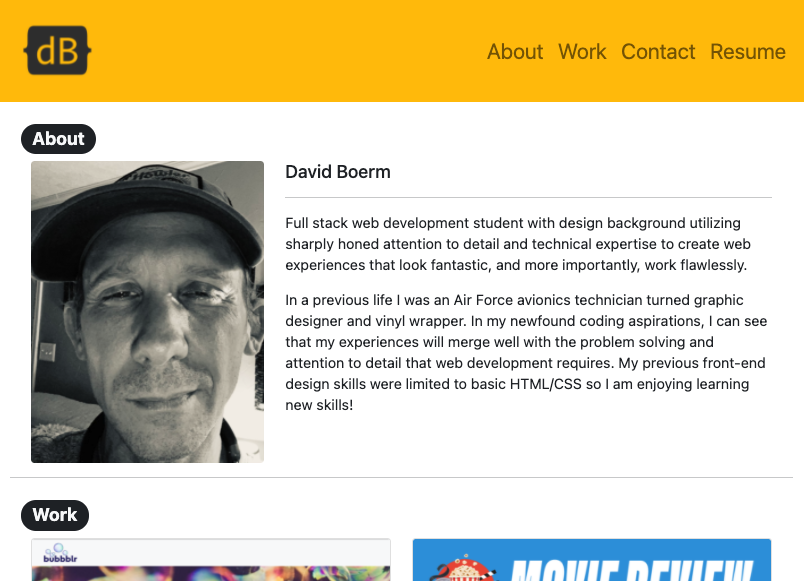 dB
About Work Contact Resume
About
Howler
David Boerm
Full stack web development student with design background utilizing
sharply honed attention to detail and technical expertise to create web
experiences that look fantastic, and more importantly, work flawlessly.
In a previous life I was an Air Force avionics technician turned graphic
designer and vinyl wrapper. In my newfound coding aspirations, I can see
that my experiences will merge well with the problem solving and
attention to detail that web development requires. My previous front-end
design skills were limited to basic HTML/CSS so I am enjoying learning
new skills!
Work
bubbblr
MOVIE REVIEW